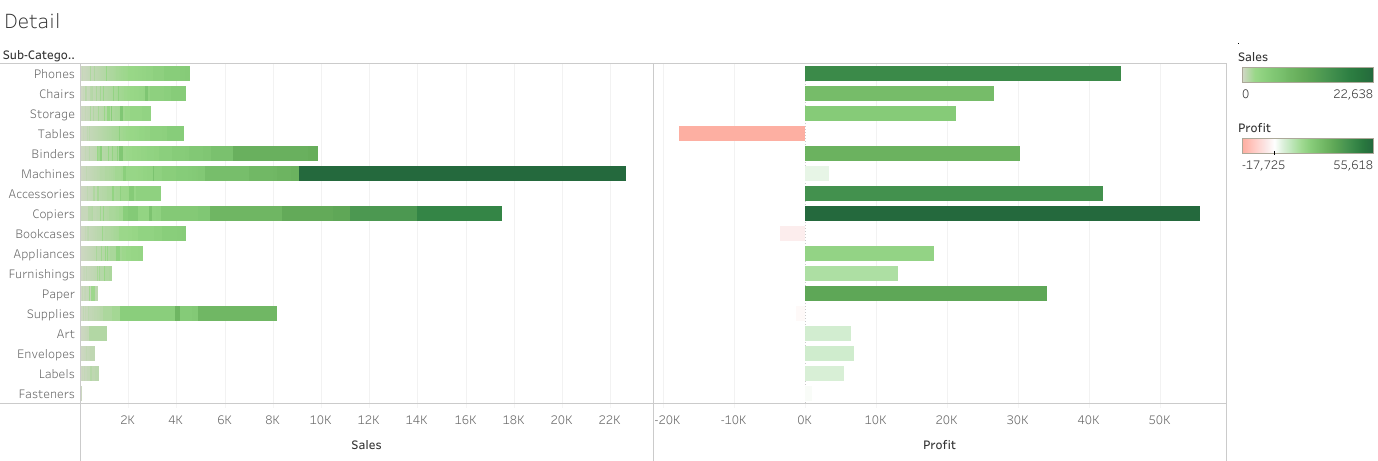 Detail
Sub-Catego..
Phones
Chairs
Storage
Tables
Binders
Machines
Accessories
Copiers
Bookcases
Appliances
Furnishings
Paper
Supplies
Art
Envelopes
Labels
Fasteners
2K 4K 6K 8K 10K 12K 14K 16K 18K 20K 22K
Sales
-20K -10K 0K 10K 20K 30K 40K 50K
Profit
Sales
0 22,638
Profit
-17,725 55,618